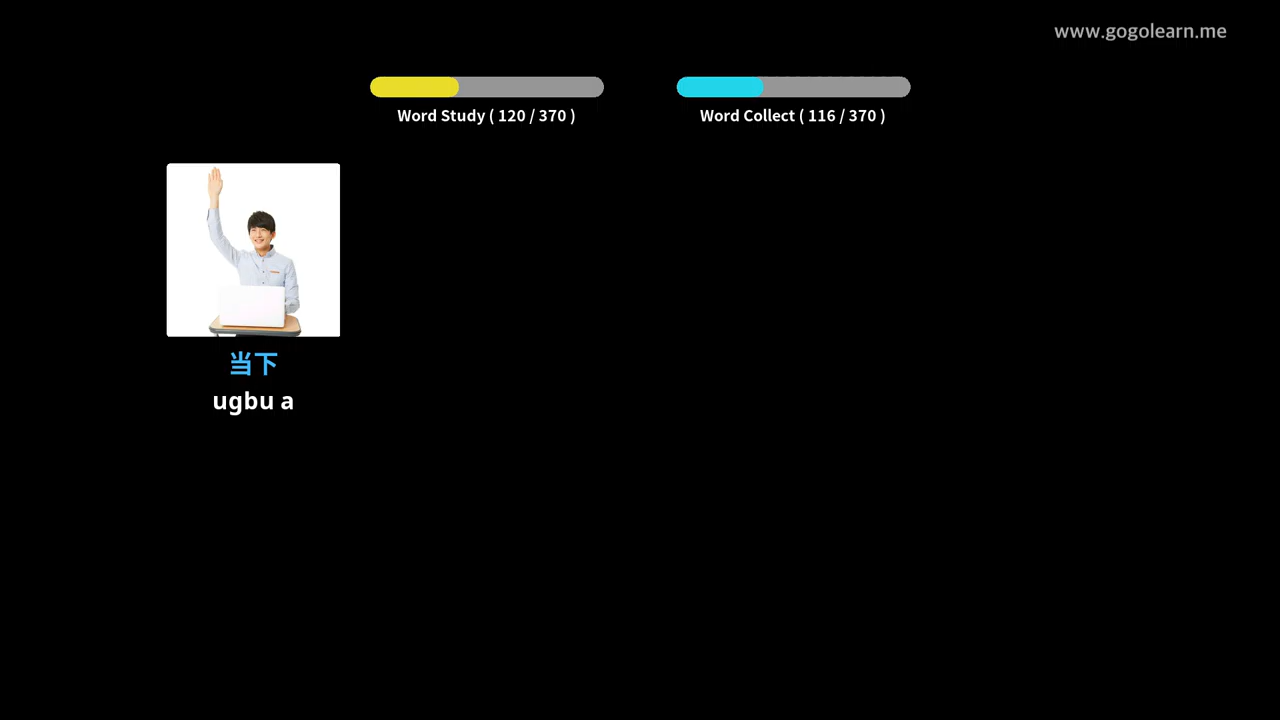 www.gogolearn.me
Word Study ( 120 / 370 )
Word Collect ( 116 / 370 )
当下
ugbu a